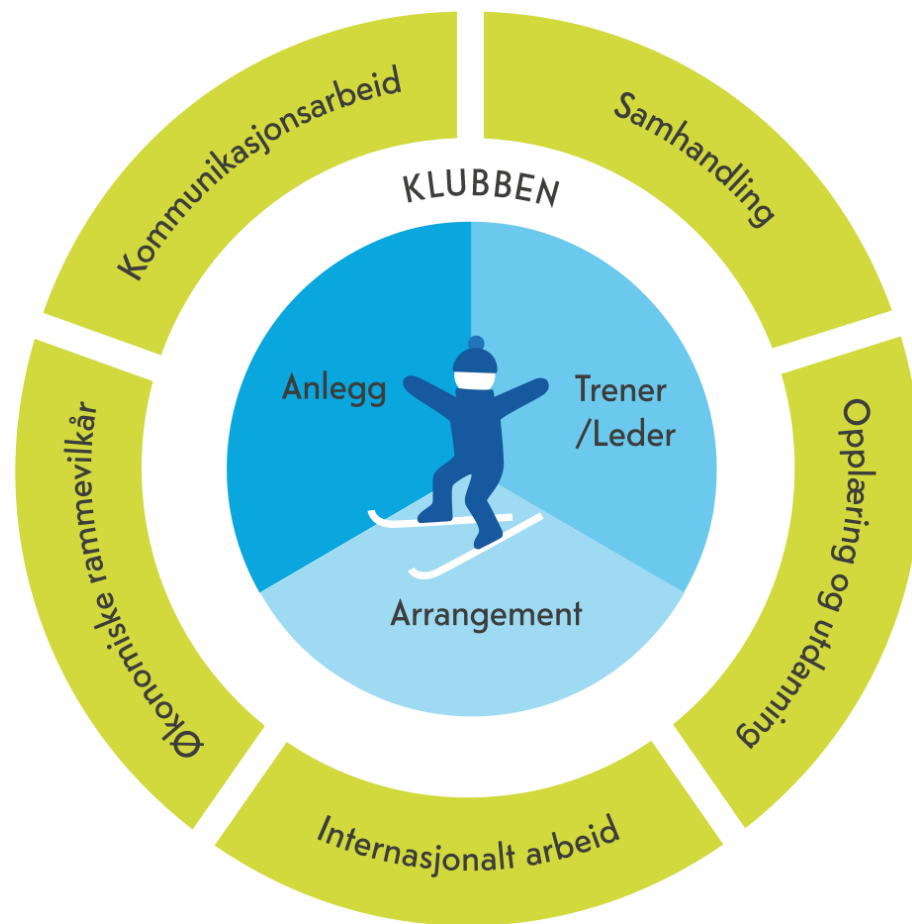 Kommunikasjonsarbeid
Samhandling
KLUBBEN
Anlegg
Trener
/Leder
Arrangement
Økonomiske rammevilkår
Opplæring og utdanning
Internasjonalt arbeid